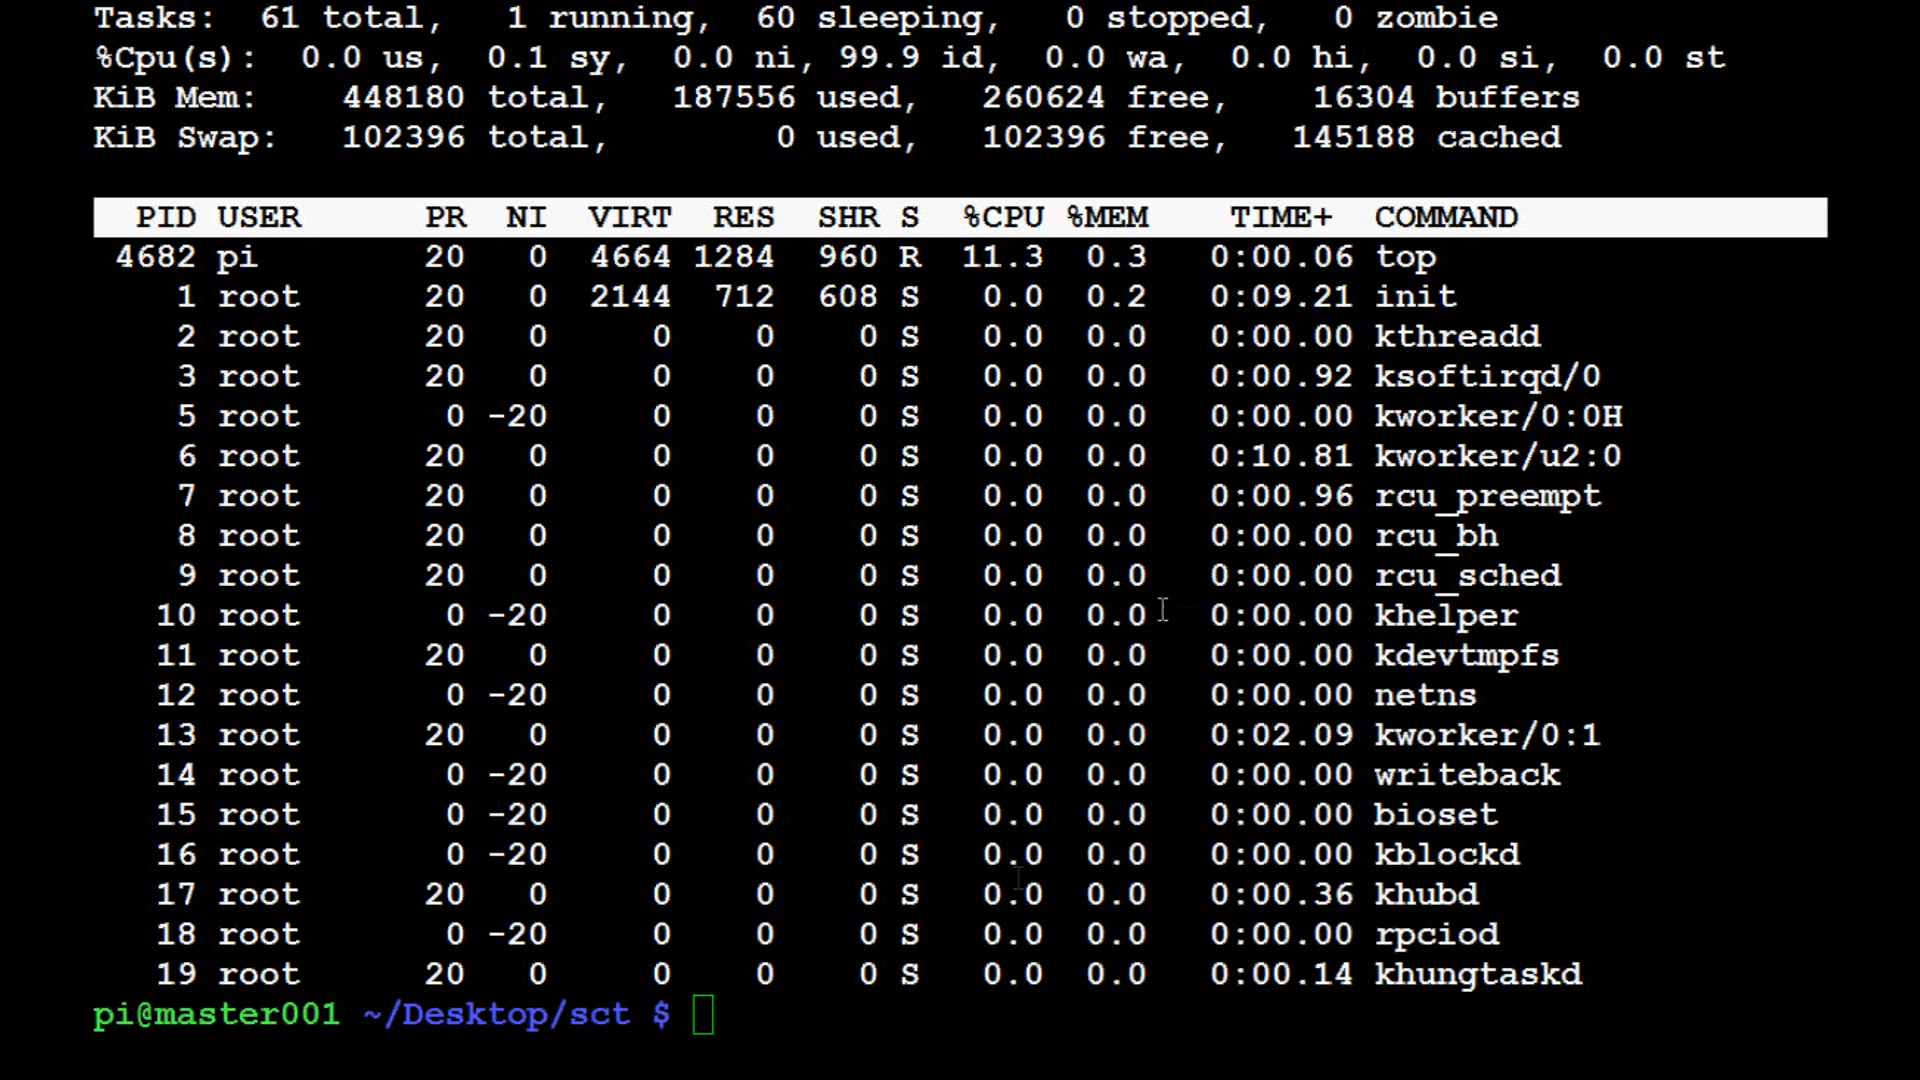 Tasks:  61 total,   1 running,  60 sleeping,   0 stopped,   0 zombie
%Cpu(s):  0.0 us,  0.1 sy,  0.0 ni, 99.9 id,  0.0 wa,  0.0 hi,  0.0 si,  0.0 st
KiB Mem:    448180 total,   187556 used,   260624 free,    16304 buffers
KiB Swap:   102396 total,        0 used,   102396 free,   145188 cached
  PID USER      PR  NI  VIRT  RES  SHR S  %CPU %MEM    TIME+  COMMAND
 4682 pi        20   0  4664 1284  960 R  11.3  0.3   0:00.06 top
    1 root      20   0  2144  712  608 S   0.0  0.2   0:09.21 init
    2 root      20   0     0    0    0 S   0.0  0.0   0:00.00 kthreadd
    3 root      20   0     0    0    0 S   0.0  0.0   0:00.92 ksoftirqd/0
    5 root       0 -20     0    0    0 S   0.0  0.0   0:00.00 kworker/0:0H
    6 root      20   0     0    0    0 S   0.0  0.0   0:10.81 kworker/u2:0
    7 root      20   0     0    0    0 S   0.0  0.0   0:00.96 rcu_preempt
    8 root      20   0     0    0    0 S   0.0  0.0   0:00.00 rcu_bh
    9 root      20   0     0    0    0 S   0.0  0.0   0:00.00 rcu_sched
   10 root       0 -20     0    0    0 S   0.0  0.0   0:00.00 khelper
   11 root      20   0     0    0    0 S   0.0  0.0   0:00.00 kdevtmpfs
   12 root       0 -20     0    0    0 S   0.0  0.0   0:00.00 netns
   13 root      20   0     0    0    0 S   0.0  0.0   0:02.09 kworker/0:1
   14 root       0 -20     0    0    0 S   0.0  0.0   0:00.00 writeback
   15 root       0 -20     0    0    0 S   0.0  0.0   0:00.00 bioset
   16 root       0 -20     0    0    0 S   0.0  0.0   0:00.00 kblockd
   17 root      20   0     0    0    0 S   0.0  0.0   0:00.36 khubd
   18 root       0 -20     0    0    0 S   0.0  0.0   0:00.00 rpciod
   19 root      20   0     0    0    0 S   0.0  0.0   0:00.14 khungtaskd
pi@master001 ~/Desktop/sct $